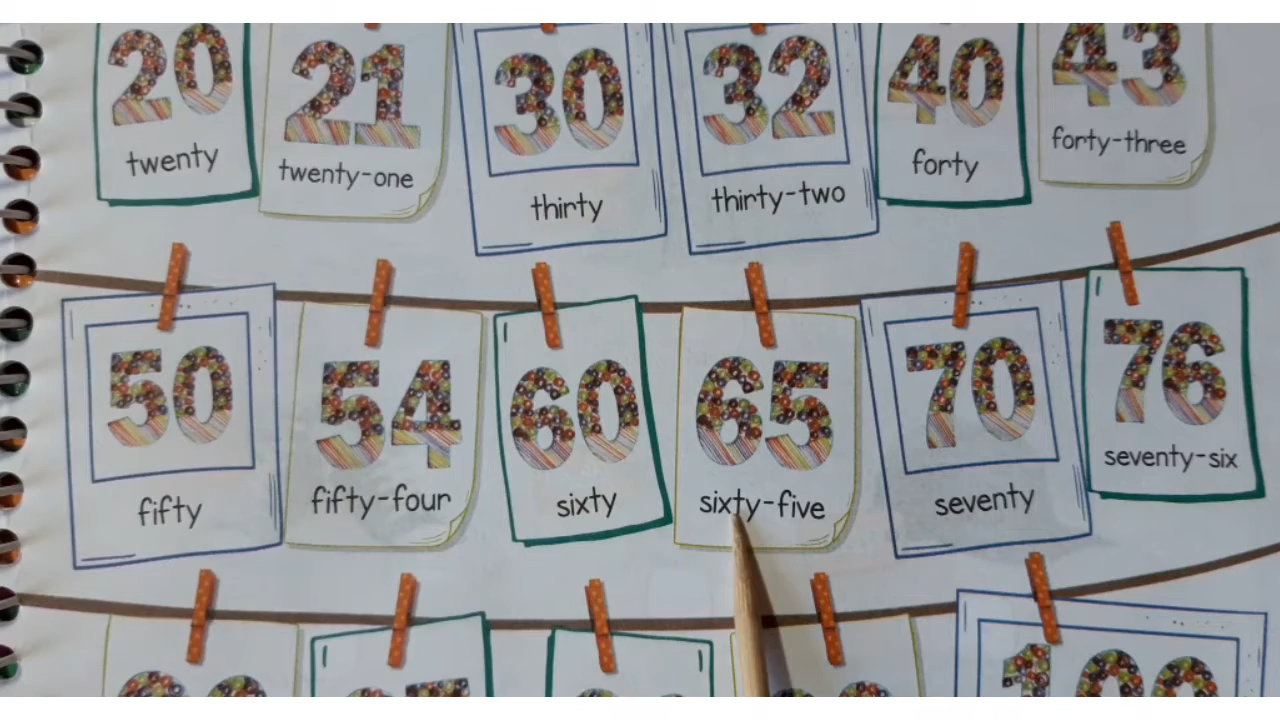 20 21 30 32 40 43
twenty twenty-one thirty thirty-two forty forty-three
50 54 60 65 70 76
fifty fifty-four sixty sixty-five seventy seventy-six
100